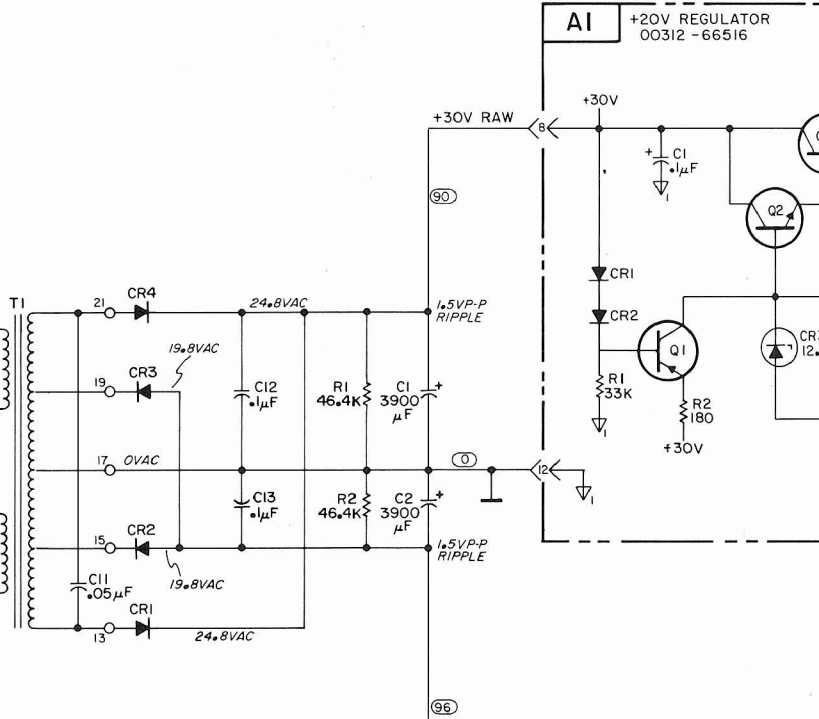 A1
+20V REGULATOR
00312-66516
+30V
+30V RAW
8
+ C1
.1µF
1
90
Q2
CR1
T1
21
CR4
24.8VAC
1.5VP-P
RIPPLE
CR2
19.8VAC
Q1
19
CR3
C12
.1µF
R1
46.4K
C1
3900
µF
+
R1
33K
R2
180
1
+30V
17
0VAC
0
12
1
C13
.1µF
R2
46.4K
C2
3900
µF
+
15
CR2
1.5VP-P
RIPPLE
19.8VAC
C11
.05µF
CR1
13
24.8VAC
96